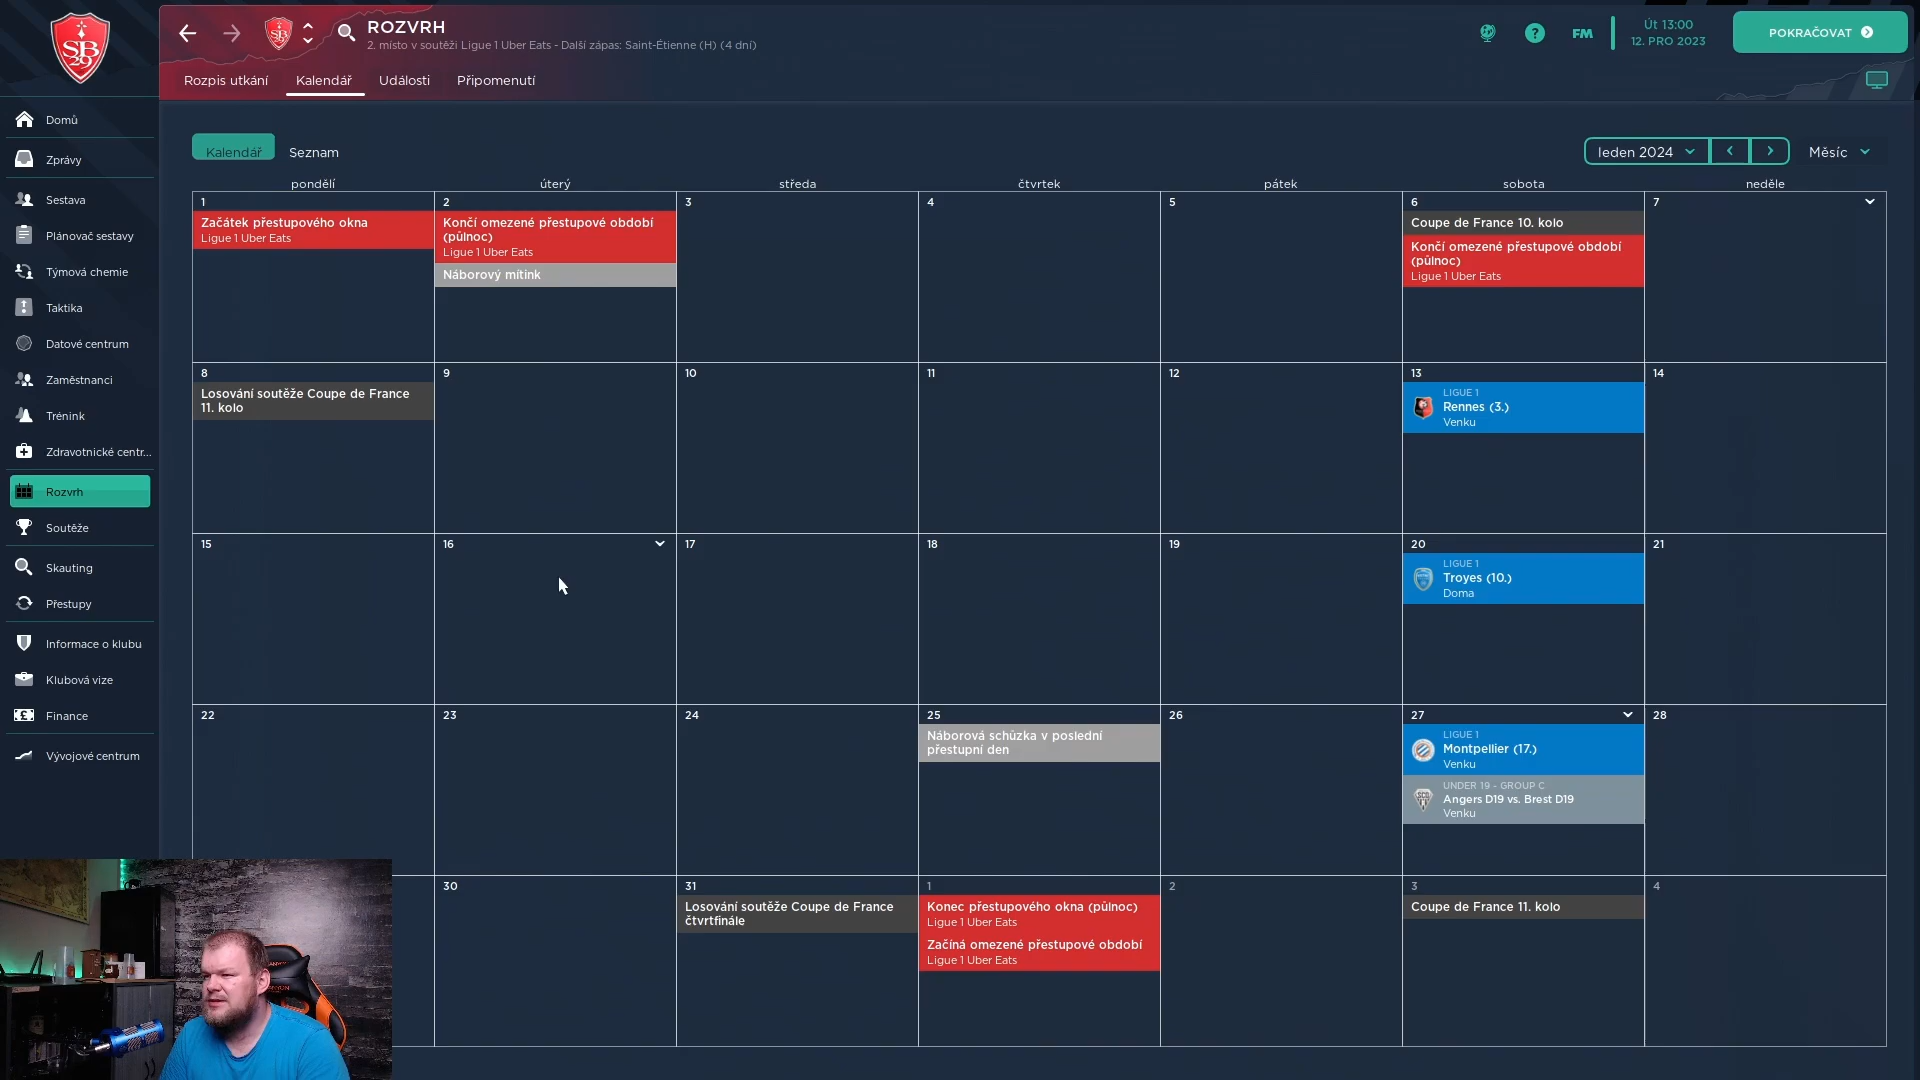 SB
29
ROZVRH
2. místo v soutěži Ligue 1 Uber Eats - Další zápas: Saint-Étienne (H) (4 dní)
FM
Út 13:00
12. PRO 2023
POKRAČOVAT
Rozpis utkání
Kalendář
Události
Připomenutí
Domů
Zprávy
Sestava
Plánovač sestavy
Týmová chemie
Taktika
Datové centrum
Zaměstnanci
Trénink
Zdravotnické centr...
Rozvrh
Soutěže
Skauting
Přestupy
Informace o klubu
Klubová vize
Finance
Vývojové centrum
Kalendář
Seznam
leden 2024
Měsíc
pondělí
úterý
středa
čtvrtek
pátek
sobota
neděle
1
Začátek přestupového okna
Ligue 1 Uber Eats
2
Končí omezené přestupové období
(půlnoc)
Ligue 1 Uber Eats
Náborový mítink
3
4
5
6
Coupe de France 10. kolo
Končí omezené přestupové období
(půlnoc)
Ligue 1 Uber Eats
7
8
Losování soutěže Coupe de France
11. kolo
9
10
11
12
13
LIGUE 1
Rennes (3.)
Venku
14
15
16
17
18
19
20
LIGUE 1
Troyes (10.)
Doma
21
22
23
24
25
Náborová schůzka v poslední
přestupní den
26
27
LIGUE 1
Montpellier (17.)
Venku
UNDER 19 - GROUP C
Angers D19 vs. Brest D19
Venku
28
30
31
Losování soutěže Coupe de France
čtvrtfinále
1
Konec přestupového okna (půlnoc)
Ligue 1 Uber Eats
Začíná omezené přestupové období
Ligue 1 Uber Eats
2
3
Coupe de France 11. kolo
4